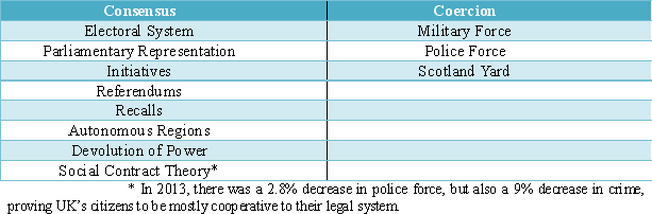 Consensus Coercion
Electoral System Military Force
Parliamentary Representation Police Force
Initiatives Scotland Yard
Referendums
Recalls
Autonomous Regions
Devolution of Power
Social Contract Theory*
* In 2013, there was a 2.8% decrease in police force, but also a 9% decrease in crime,
proving UK's citizens to be mostly cooperative to their legal system.